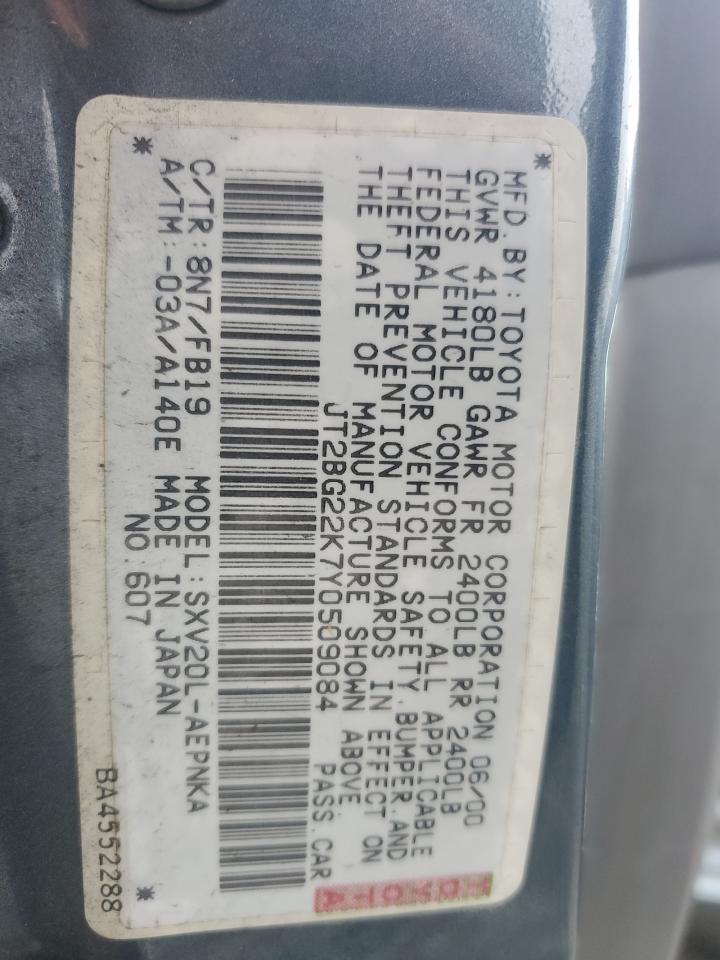 MFD. BY: TOYOTA MOTOR CORPORATION 06/00
GVWR 4180LB GAWR FR 2400LB RR 2400LB
THIS VEHICLE CONFORMS TO ALL APPLICABLE
FEDERAL MOTOR VEHICLE SAFETY, BUMPER, AND
THEFT PREVENTION STANDARDS IN EFFECT ON
THE DATE OF MANUFACTURE SHOWN ABOVE.
JT2BG22K7Y0509084 PASS. CAR
C/TR: 8N7/FB19 MODEL: SXV20L-AEPNKA
A/TM: -03A/A140E MADE IN JAPAN
NO. 607
BA4552288
TOYOTA